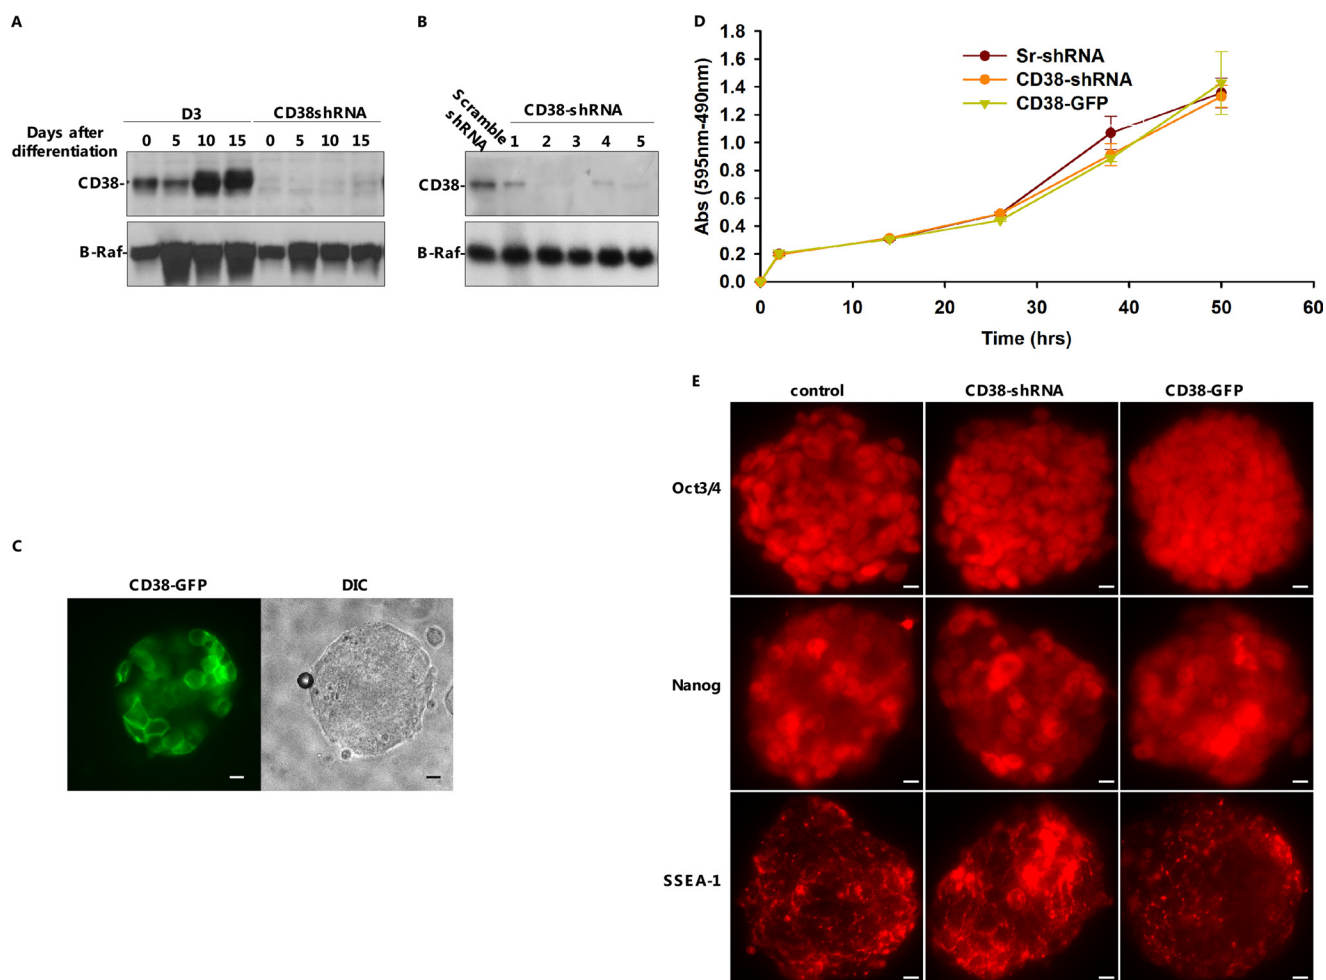 A
D3 CD38shRNA
Days after
differentiation
0 5 10 15 0 5 10 15
CD38-
B-Raf-
B
Scramble
shRNA
CD38-shRNA
1 2 3 4 5
CD38-
B-Raf-
D
Abs (595nm-490nm)
1.8
1.6
1.4
1.2
1.0
0.8
0.6
0.4
0.2
0.0
Sr-shRNA
CD38-shRNA
CD38-GFP
0 10 20 30 40 50 60
Time (hrs)
C
CD38-GFP DIC
E
control CD38-shRNA CD38-GFP
Oct3/4
Nanog
SSEA-1